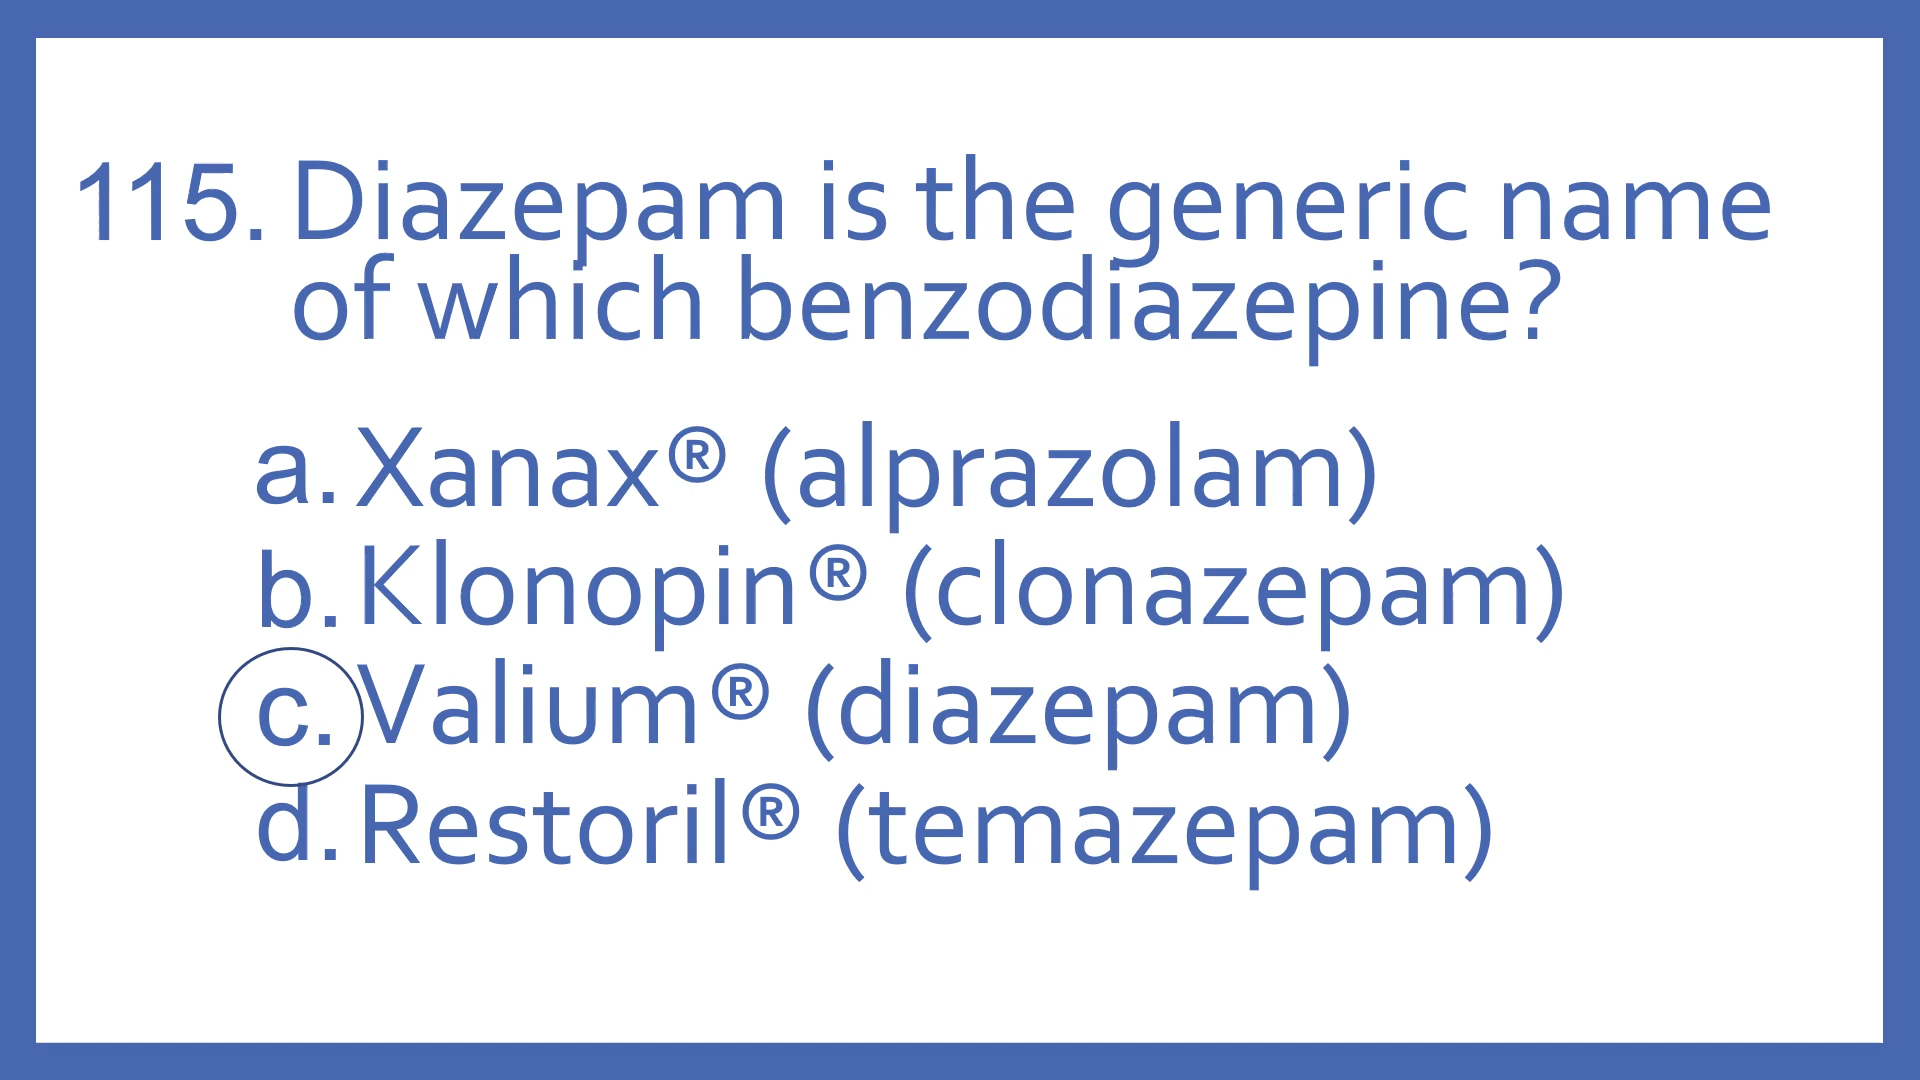 115. Diazepam is the generic name
of which benzodiazepine?
a. Xanax® (alprazolam)
b. Klonopin® (clonazepam)
c. Valium® (diazepam)
d. Restoril® (temazepam)